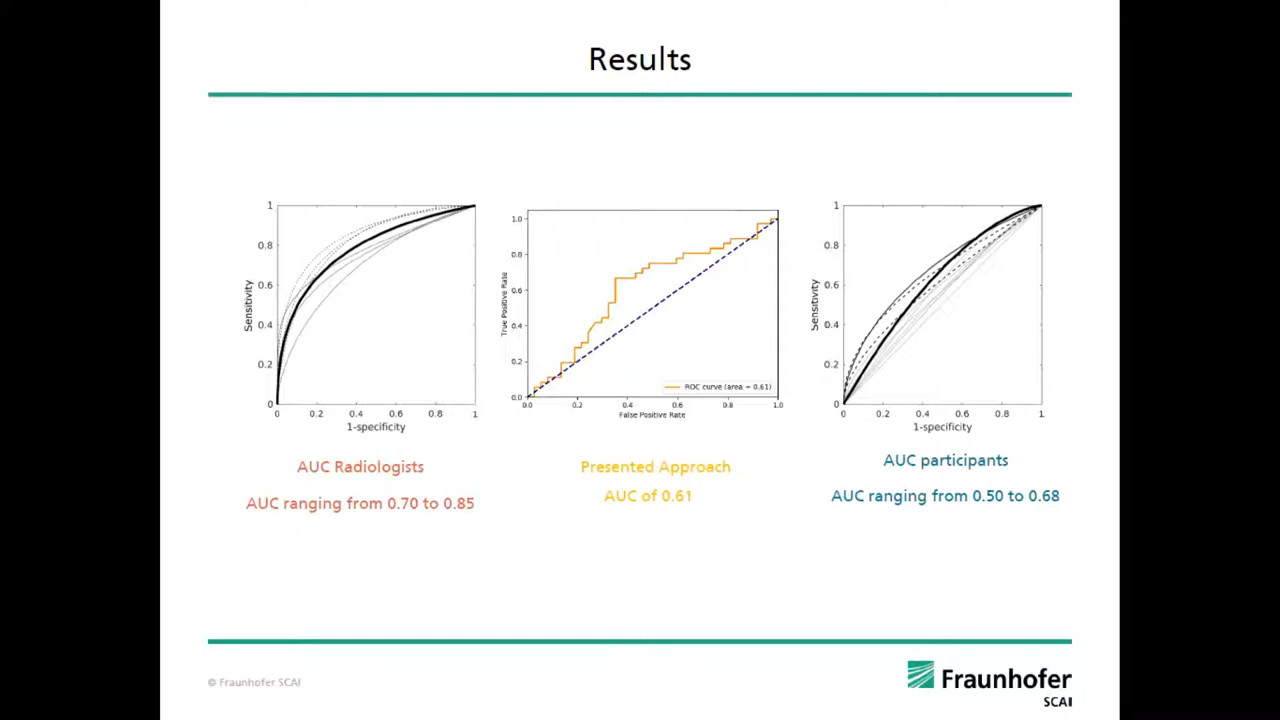 Results
1
0.8
0.6
0.4
0.2
0
0
0.2
0.4
0.6
0.8
1
Sensitivity
1-specificity
AUC Radiologists
AUC ranging from 0.70 to 0.85
1.0
0.8
0.6
0.4
0.2
0.0
0.0
0.2
0.4
0.6
0.8
1.0
True Positive Rate
False Positive Rate
ROC curve (area = 0.61)
Presented Approach
AUC of 0.61
1
0.8
0.6
0.4
0.2
0
0
0.2
0.4
0.6
0.8
1
Sensitivity
1-specificity
AUC participants
AUC ranging from 0.50 to 0.68
© Fraunhofer SCAI
Fraunhofer
SCAI